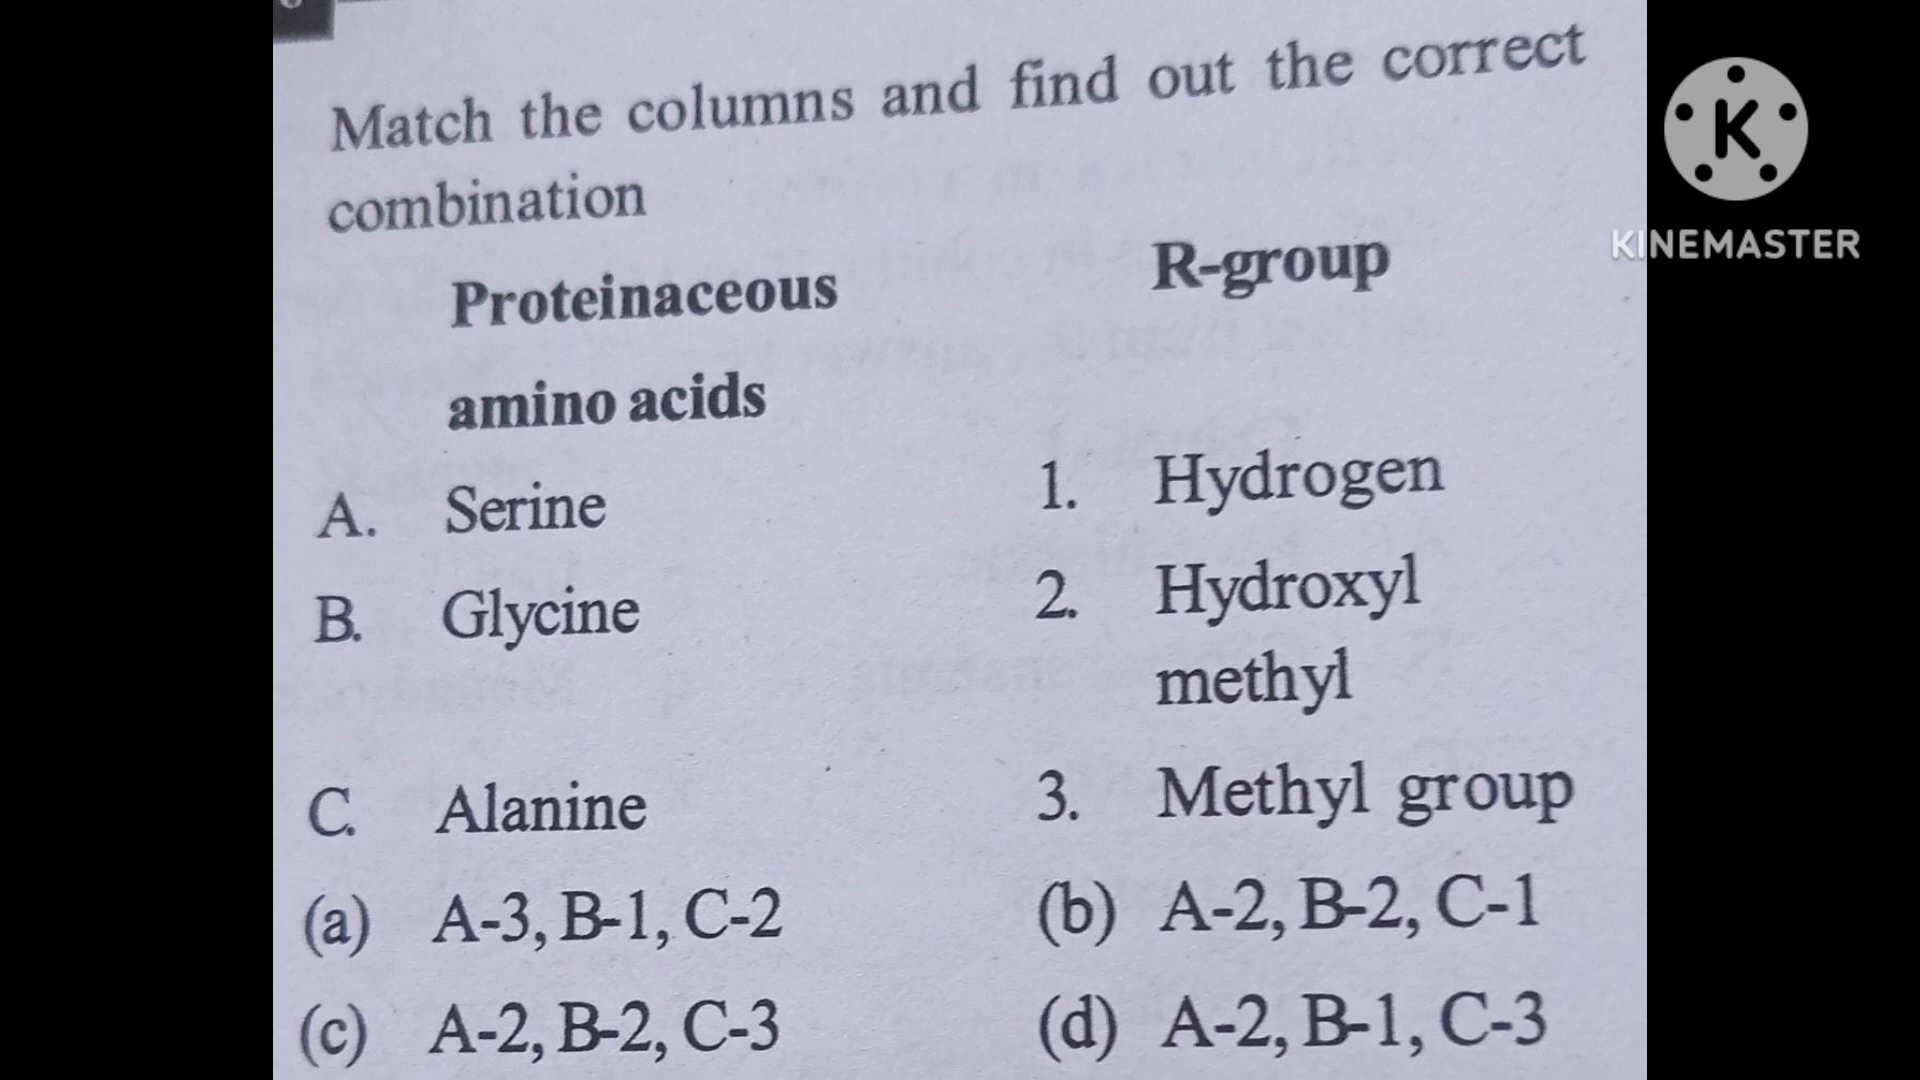 Match the columns and find out the correct
combination
Proteinaceous R-group
amino acids
A. Serine 1. Hydrogen
B. Glycine 2. Hydroxyl
methyl
C. Alanine 3. Methyl group
(a) A-3, B-1, C-2 (b) A-2, B-2, C-1
(c) A-2, B-2, C-3 (d) A-2, B-1, C-3
K
KINEMASTER